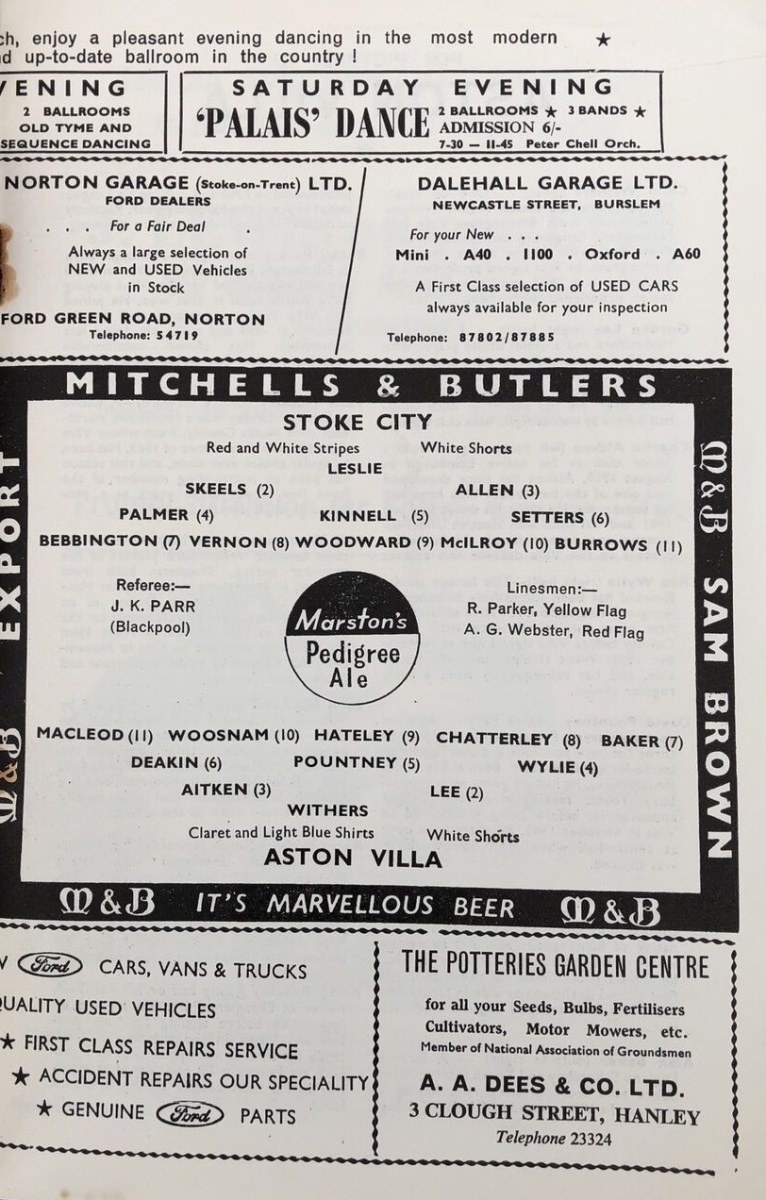 ch, enjoy a pleasant evening dancing in the most modern ★
d up-to-date ballroom in the country !
VENING
2 BALLROOMS
OLD TYME AND
SEQUENCE DANCING
SATURDAY EVENING
'PALAIS' DANCE
2 BALLROOMS ★ 3 BANDS ★
ADMISSION 6/-
7-30 — 11-45 Peter Chell Orch.
NORTON GARAGE (Stoke-on-Trent) LTD.
FORD DEALERS
. . . For a Fair Deal .
Always a large selection of
NEW and USED Vehicles
in Stock
FORD GREEN ROAD, NORTON
Telephone: 54719
DALEHALL GARAGE LTD.
NEWCASTLE STREET, BURSLEM
For your New . . .
Mini . A40 . 1100 . Oxford . A60
A First Class selection of USED CARS
always available for your inspection
Telephone: 87802/87885
MITCHELLS & BUTLERS
STOKE CITY
Red and White Stripes White Shorts
LESLIE
SKEELS (2) ALLEN (3)
PALMER (4) KINNELL (5) SETTERS (6)
BEBBINGTON (7) VERNON (8) WOODWARD (9) McILROY (10) BURROWS (11)
Referee:—
J. K. PARR
(Blackpool)
Marston's
Pedigree
Ale
Linesmen:—
R. Parker, Yellow Flag
A. G. Webster, Red Flag
MACLEOD (11) WOOSNAM (10) HATELEY (9) CHATTERLEY (8) BAKER (7)
DEAKIN (6) POUNTNEY (5) WYLIE (4)
AITKEN (3) LEE (2)
WITHERS
Claret and Light Blue Shirts White Shorts
ASTON VILLA
M&B EXPORT
M&B SAM BROWN
M&B IT'S MARVELLOUS BEER M&B
Ford CARS, VANS & TRUCKS
QUALITY USED VEHICLES
★ FIRST CLASS REPAIRS SERVICE
★ ACCIDENT REPAIRS OUR SPECIALITY
★ GENUINE Ford PARTS
THE POTTERIES GARDEN CENTRE
for all your Seeds, Bulbs, Fertilisers
Cultivators, Motor Mowers, etc.
Member of National Association of Groundsmen
A. A. DEES & CO. LTD.
3 CLOUGH STREET, HANLEY
Telephone 23324